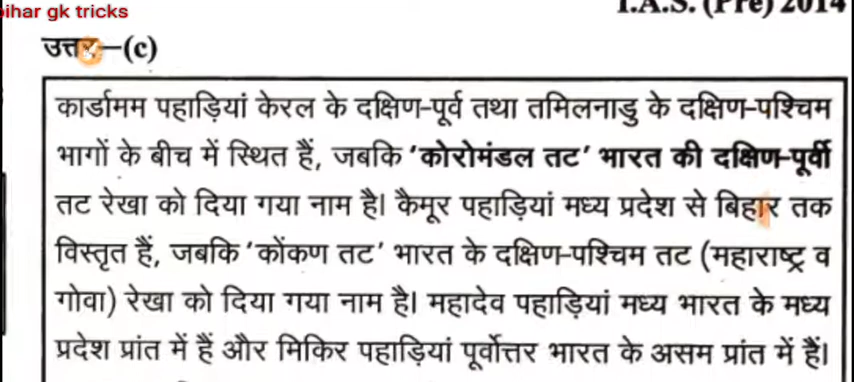 ihar gk tricks
I.A.S. (Pre) 2014
उत्तर–(c)
कार्डामम पहाड़ियां केरल के दक्षिण-पूर्व तथा तमिलनाडु के दक्षिण-पश्चिम
भागों के बीच में स्थित हैं, जबकि ‘कोरोमंडल तट’ भारत की दक्षिण-पूर्वी
तट रेखा को दिया गया नाम है। कैमूर पहाड़ियां मध्य प्रदेश से बिहार तक
विस्तृत हैं, जबकि ‘कोंकण तट’ भारत के दक्षिण-पश्चिम तट (महाराष्ट्र व
गोवा) रेखा को दिया गया नाम है। महादेव पहाड़ियां मध्य भारत के मध्य
प्रदेश प्रांत में हैं और मिकिर पहाड़ियां पूर्वोत्तर भारत के असम प्रांत में हैं।